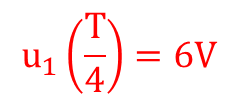 u₁(T/4) = 6V